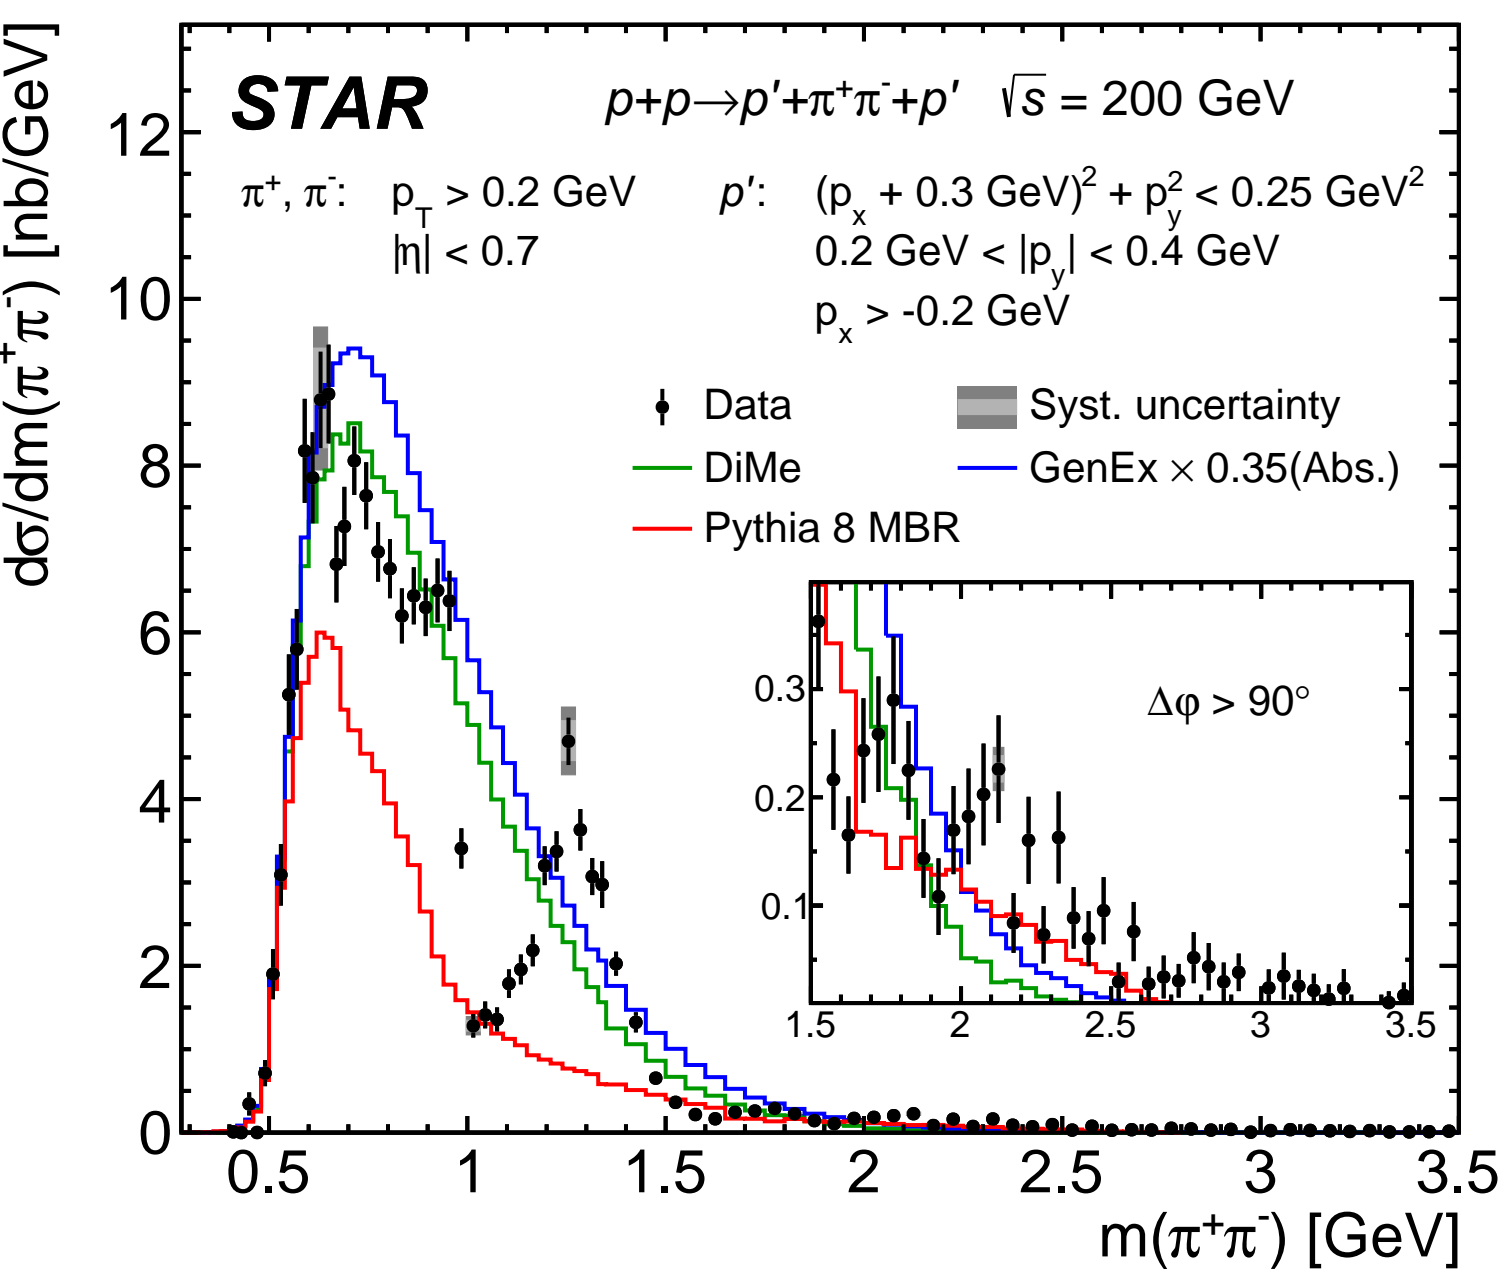 dσ/dm(π⁺π⁻) [nb/GeV]
STAR p+p→p′+π⁺π⁻+p′ √s = 200 GeV
π⁺, π⁻: p_T > 0.2 GeV p′: (p_x + 0.3 GeV)² + p_y² < 0.25 GeV²
|η| < 0.7 0.2 GeV < |p_y| < 0.4 GeV
p_x > -0.2 GeV
Data Syst. uncertainty
DiMe GenEx × 0.35(Abs.)
Pythia 8 MBR
12
10
8
6
4
2
0
Δφ > 90°
0.3
0.2
0.1
1.5 2 2.5 3 3.5
0.5 1 1.5 2 2.5 3 3.5
m(π⁺π⁻) [GeV]